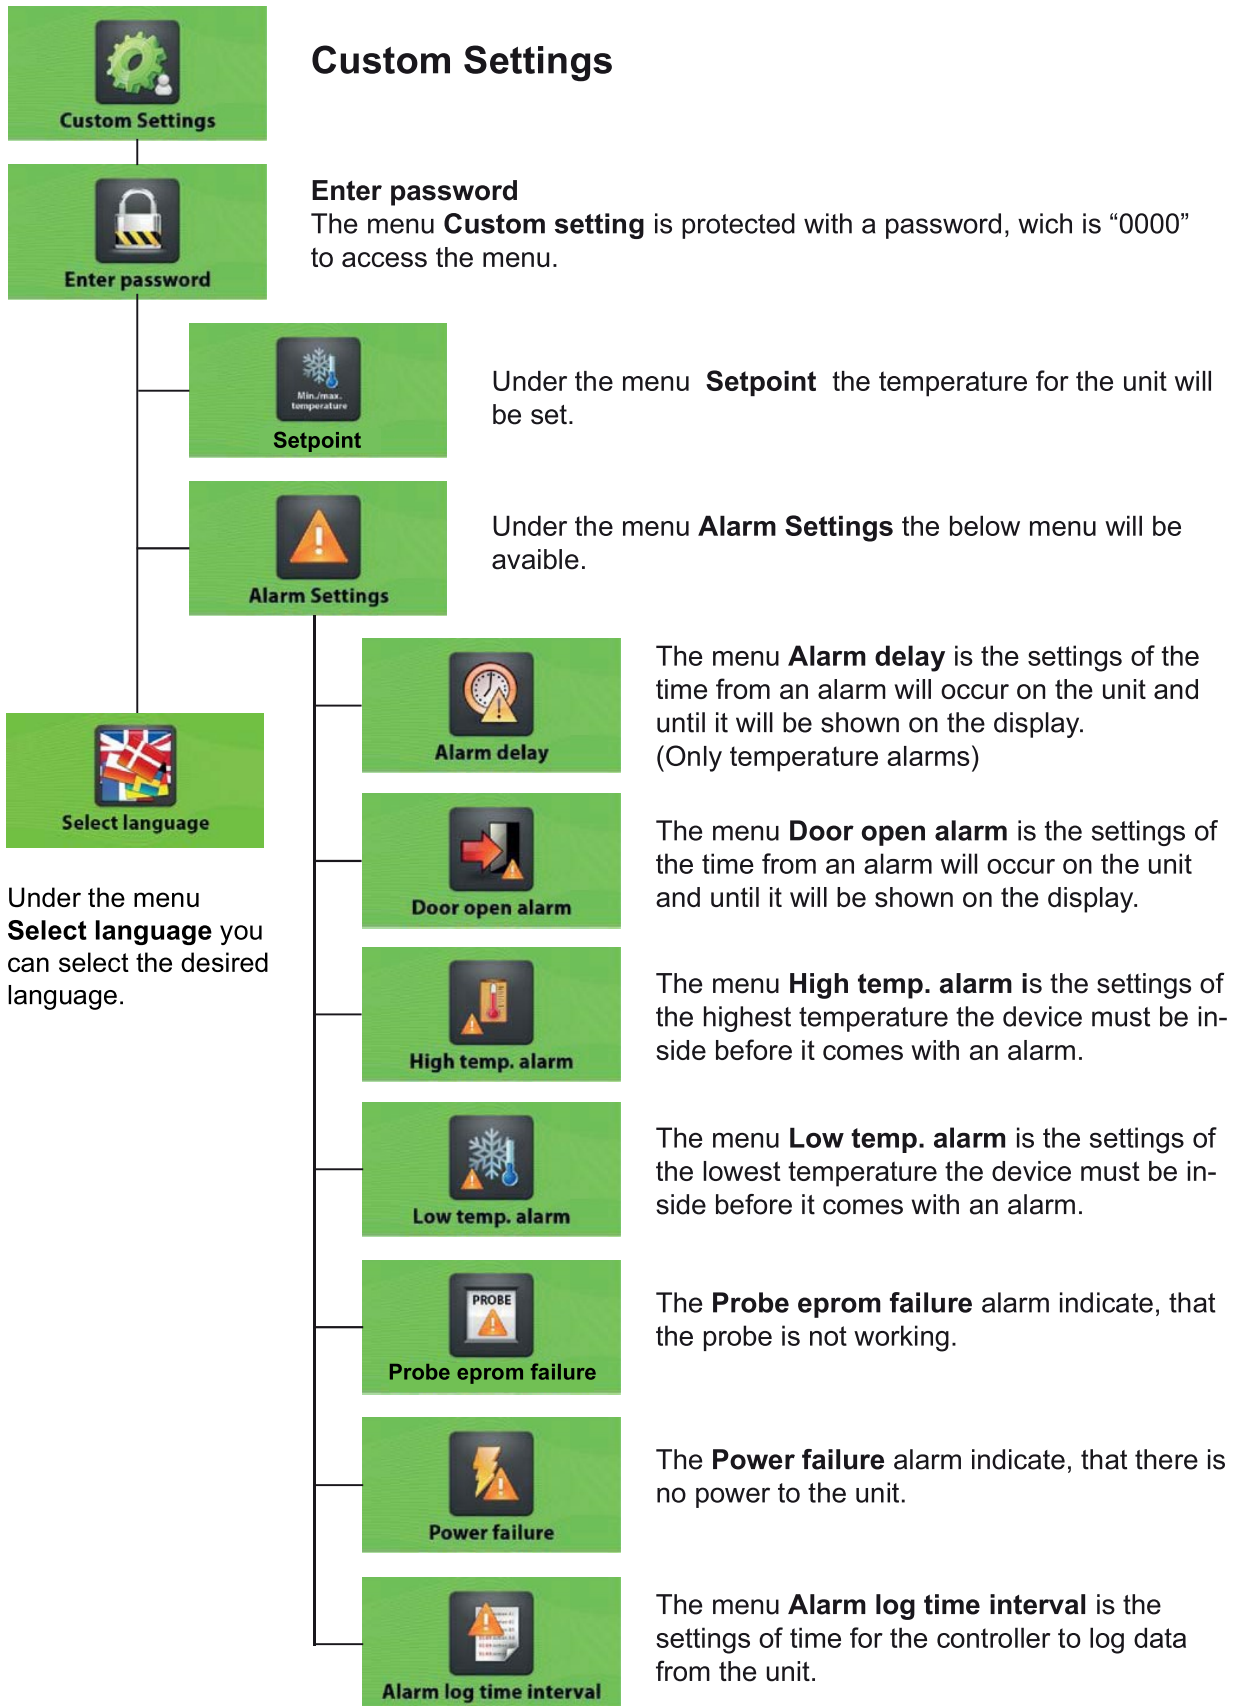 Custom Settings
Custom Settings
Enter password
Enter password
The menu Custom setting is protected with a password, wich is “0000”
to access the menu.
Min./max.
temperature
Setpoint
Under the menu Setpoint the temperature for the unit will
be set.
Alarm Settings
Under the menu Alarm Settings the below menu will be
avaible.
Alarm delay
The menu Alarm delay is the settings of the
time from an alarm will occur on the unit and
until it will be shown on the display.
(Only temperature alarms)
Select language
Under the menu
Select language you
can select the desired
language.
Door open alarm
The menu Door open alarm is the settings of
the time from an alarm will occur on the unit
and until it will be shown on the display.
High temp. alarm
The menu High temp. alarm is the settings of
the highest temperature the device must be in-
side before it comes with an alarm.
Low temp. alarm
The menu Low temp. alarm is the settings of
the lowest temperature the device must be in-
side before it comes with an alarm.
PROBE
Probe eprom failure
The Probe eprom failure alarm indicate, that
the probe is not working.
Power failure
The Power failure alarm indicate, that there is
no power to the unit.
Alarm log time interval
The menu Alarm log time interval is the
settings of time for the controller to log data
from the unit.